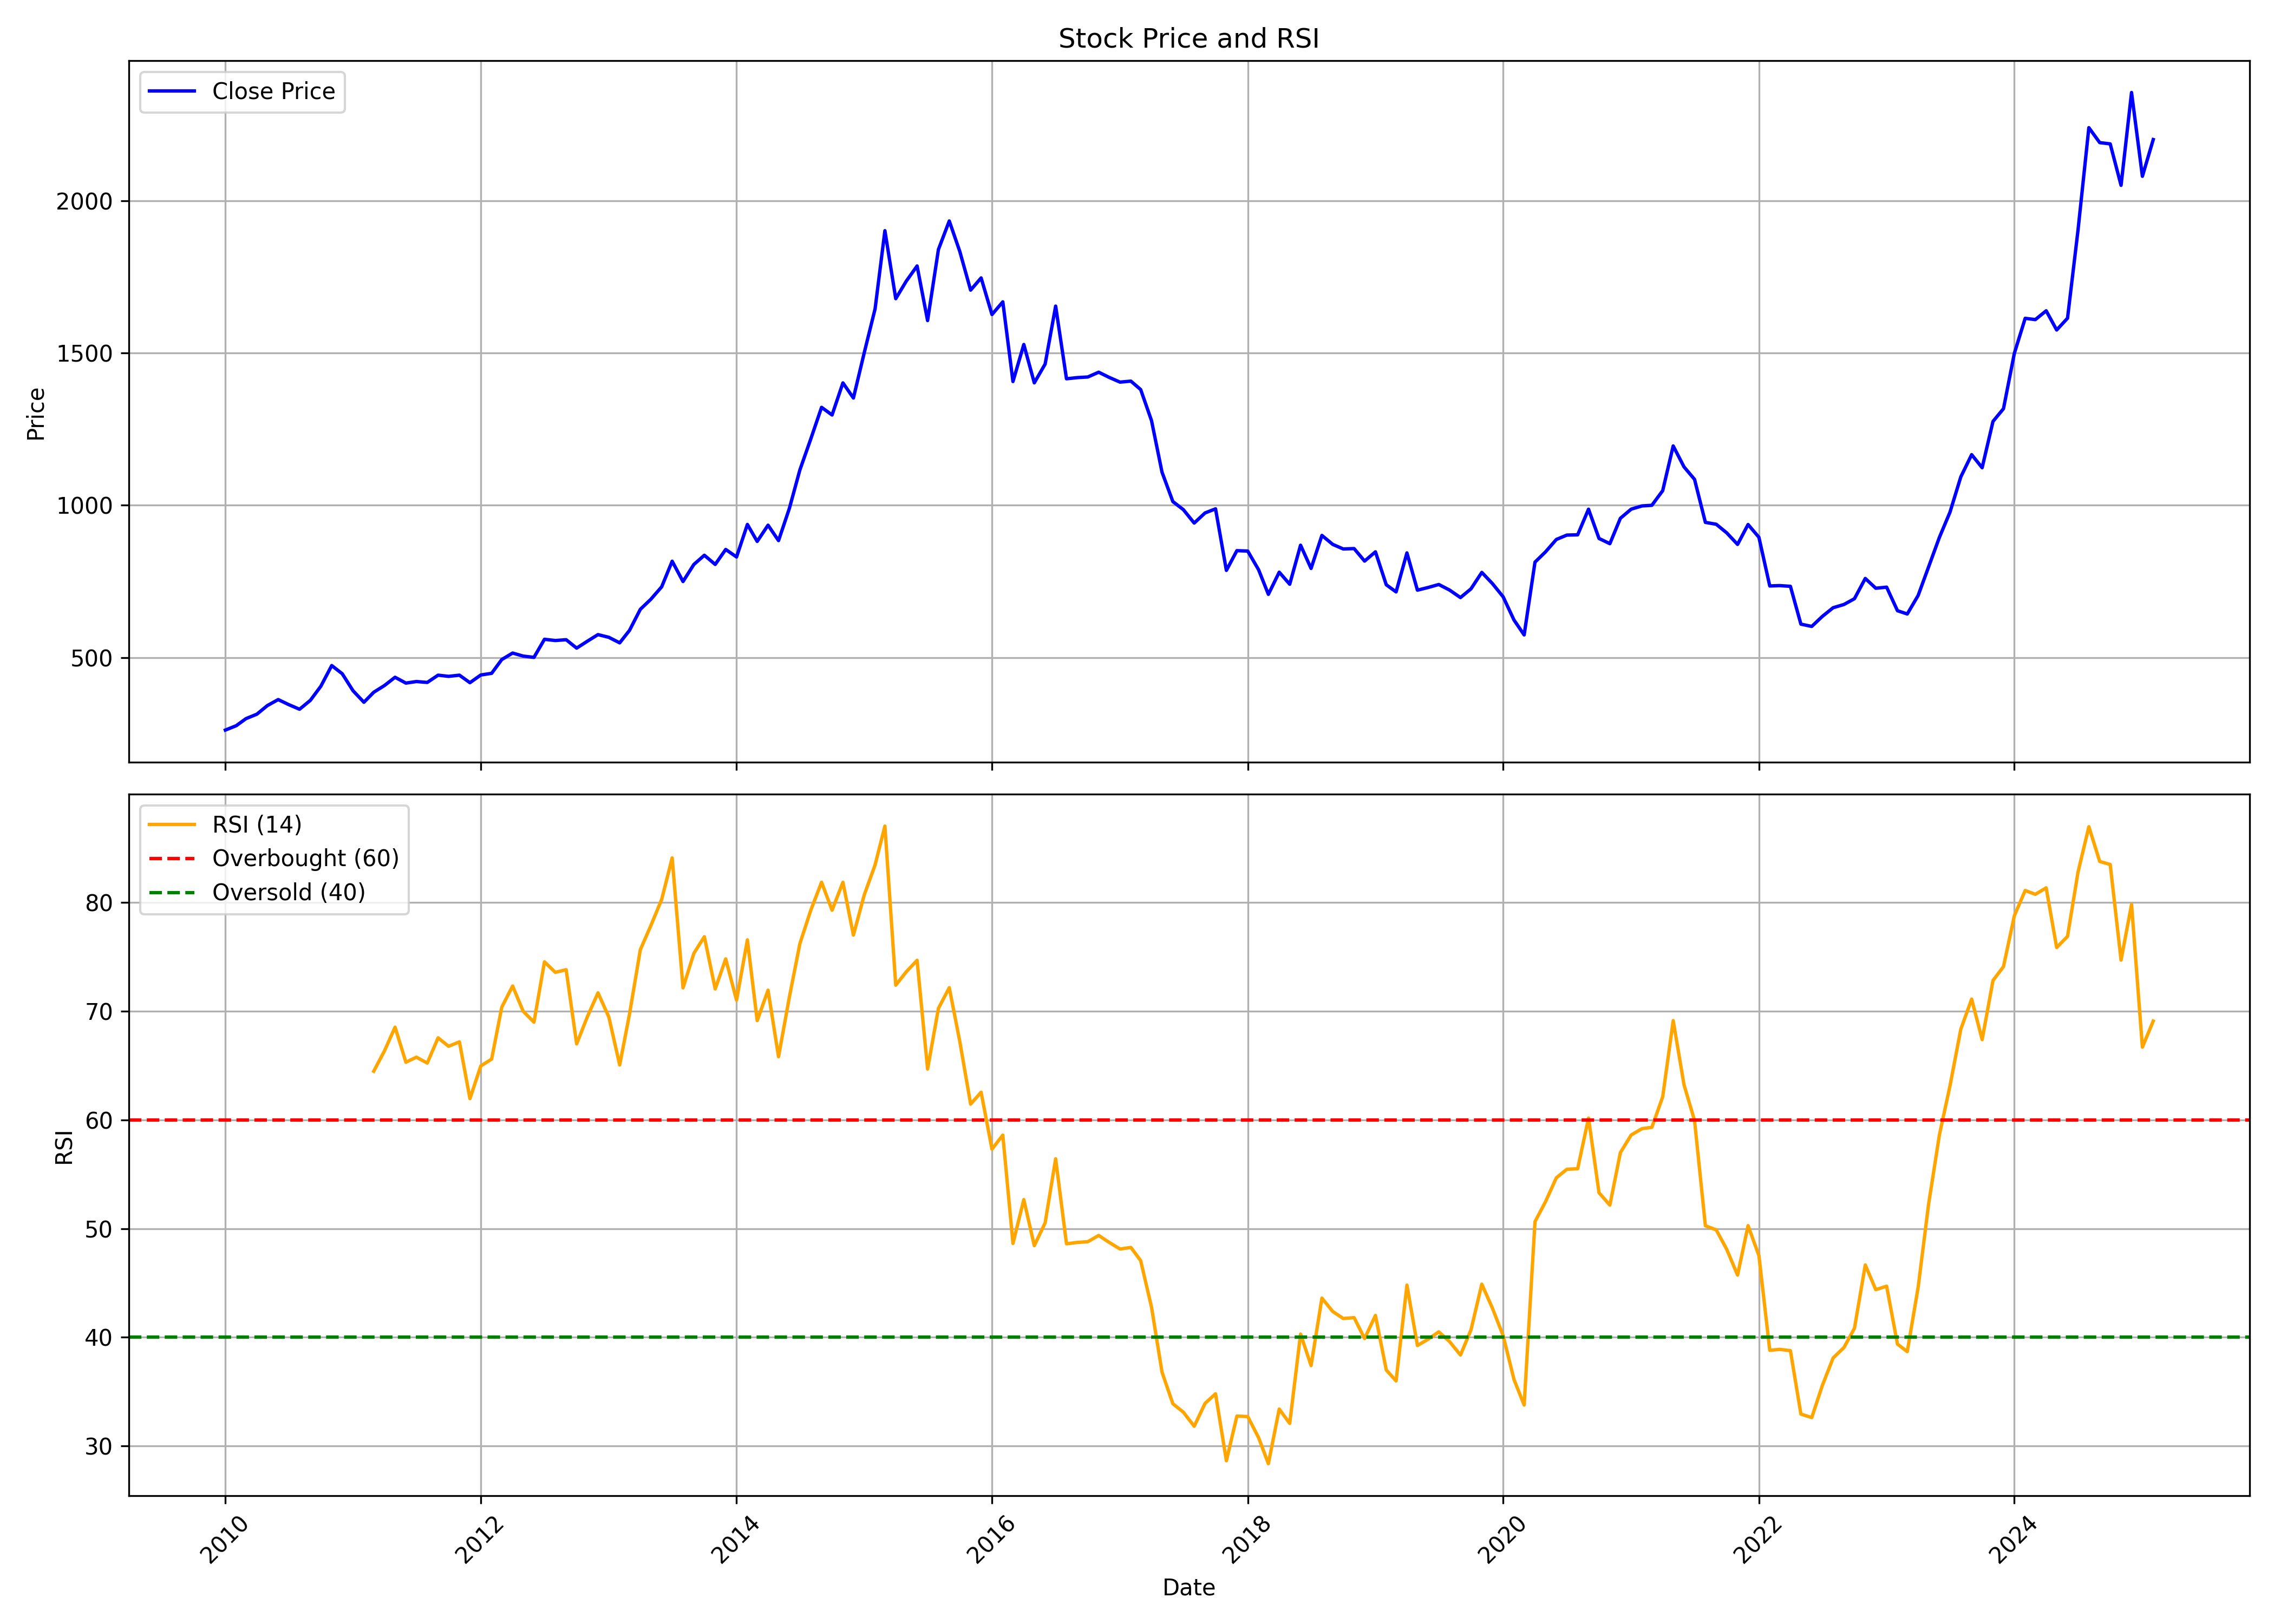 Stock Price and RSI
Close Price
Price
2000
1500
1000
500
RSI (14)
Overbought (60)
Oversold (40)
RSI
80
70
60
50
40
30
2010
2012
2014
2016
2018
2020
2022
2024
Date